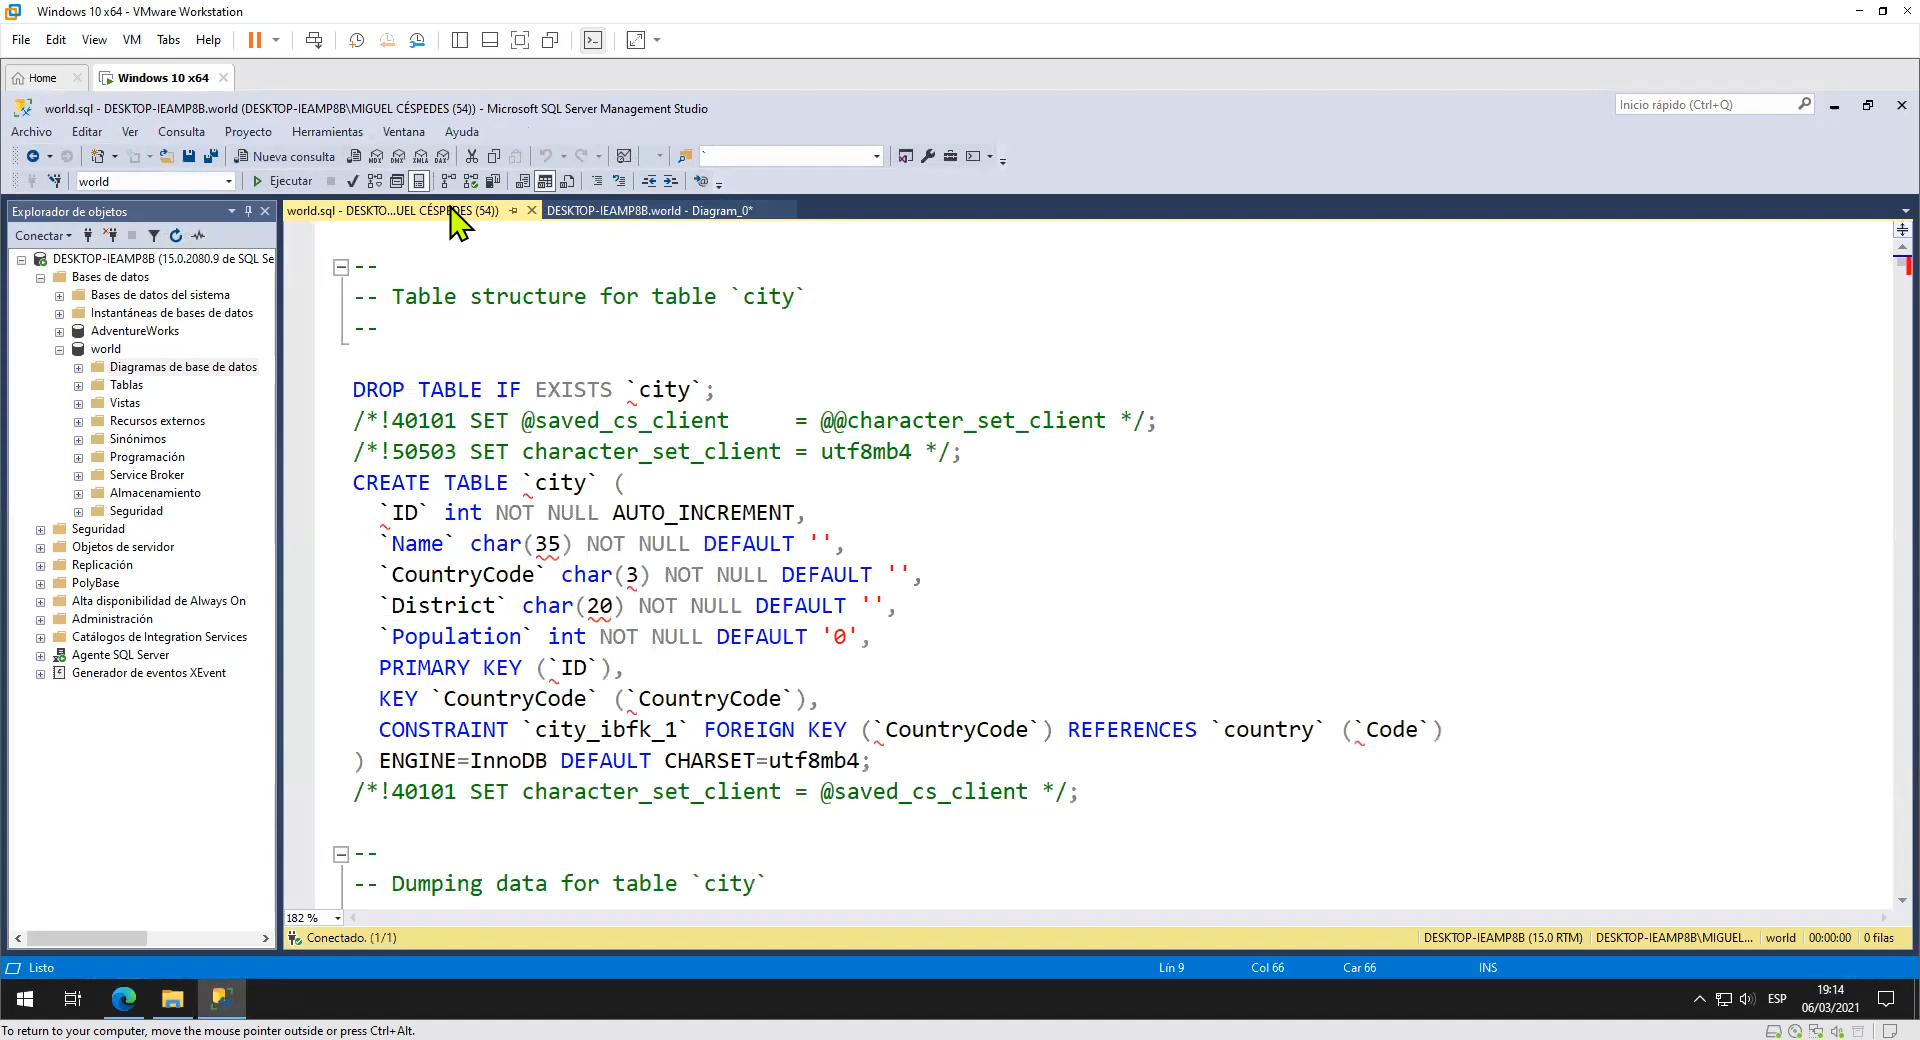 Windows 10 x64 - VMware Workstation
File Edit View VM Tabs Help
Home Windows 10 x64
world.sql - DESKTOP-IEAMP8B.world (DESKTOP-IEAMP8B\MIGUEL CÉSPEDES (54)) - Microsoft SQL Server Management Studio
Inicio rápido (Ctrl+Q)
Archivo Editar Ver Consulta Proyecto Herramientas Ventana Ayuda
Nueva consulta MDX DMX XMLA DAX `
world Ejecutar
Explorador de objetos
world.sql - DESKTO...UEL CÉSPEDES (54)) DESKTOP-IEAMP8B.world - Diagram_0*
Conectar
DESKTOP-IEAMP8B (15.0.2080.9 de SQL Se
Bases de datos
Bases de datos del sistema
Instantáneas de bases de datos
AdventureWorks
world
Diagramas de base de datos
Tablas
Vistas
Recursos externos
Sinónimos
Programación
Service Broker
Almacenamiento
Seguridad
Seguridad
Objetos de servidor
Replicación
PolyBase
Alta disponibilidad de Always On
Administración
Catálogos de Integration Services
Agente SQL Server
Generador de eventos XEvent
--
-- Table structure for table `city`
--
DROP TABLE IF EXISTS `city`;
/*!40101 SET @saved_cs_client     = @@character_set_client */;
/*!50503 SET character_set_client = utf8mb4 */;
CREATE TABLE `city` (
`ID` int NOT NULL AUTO_INCREMENT,
`Name` char(35) NOT NULL DEFAULT '',
`CountryCode` char(3) NOT NULL DEFAULT '',
`District` char(20) NOT NULL DEFAULT '',
`Population` int NOT NULL DEFAULT '0',
PRIMARY KEY (`ID`),
KEY `CountryCode` (`CountryCode`),
CONSTRAINT `city_ibfk_1` FOREIGN KEY (`CountryCode`) REFERENCES `country` (`Code`)
) ENGINE=InnoDB DEFAULT CHARSET=utf8mb4;
/*!40101 SET character_set_client = @saved_cs_client */;
--
-- Dumping data for table `city`
182 %
Conectado. (1/1) DESKTOP-IEAMP8B (15.0 RTM) DESKTOP-IEAMP8B\MIGUEL... world 00:00:00 0 filas
Listo Lín 9 Col 66 Car 66 INS
ESP 19:14
06/03/2021
To return to your computer, move the mouse pointer outside or press Ctrl+Alt.